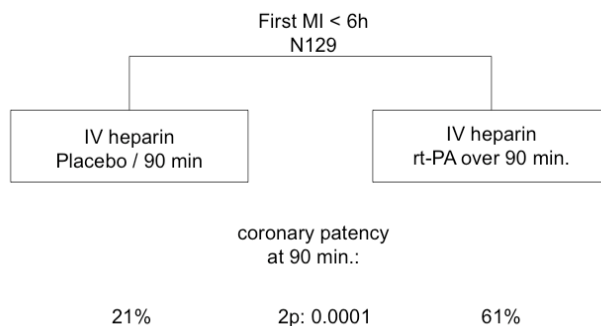 First MI < 6h
N129
IV heparin
Placebo / 90 min
IV heparin
rt-PA over 90 min.
coronary patency
at 90 min.:
21% 2p: 0.0001 61%